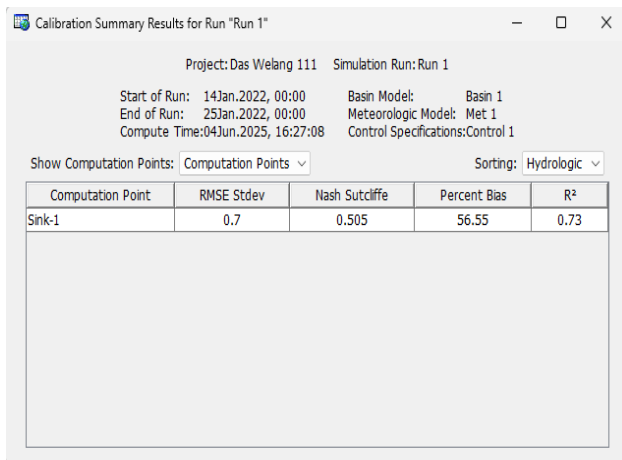 Calibration Summary Results for Run "Run 1"
Project: Das Welang 111 Simulation Run: Run 1
Start of Run: 14Jan.2022, 00:00 Basin Model: Basin 1
End of Run: 25Jan.2022, 00:00 Meteorologic Model: Met 1
Compute Time:04Jun.2025, 16:27:08 Control Specifications:Control 1
Show Computation Points: Computation Points Sorting: Hydrologic
Computation Point RMSE Stdev Nash Sutcliffe Percent Bias R²
Sink-1 0.7 0.505 56.55 0.73